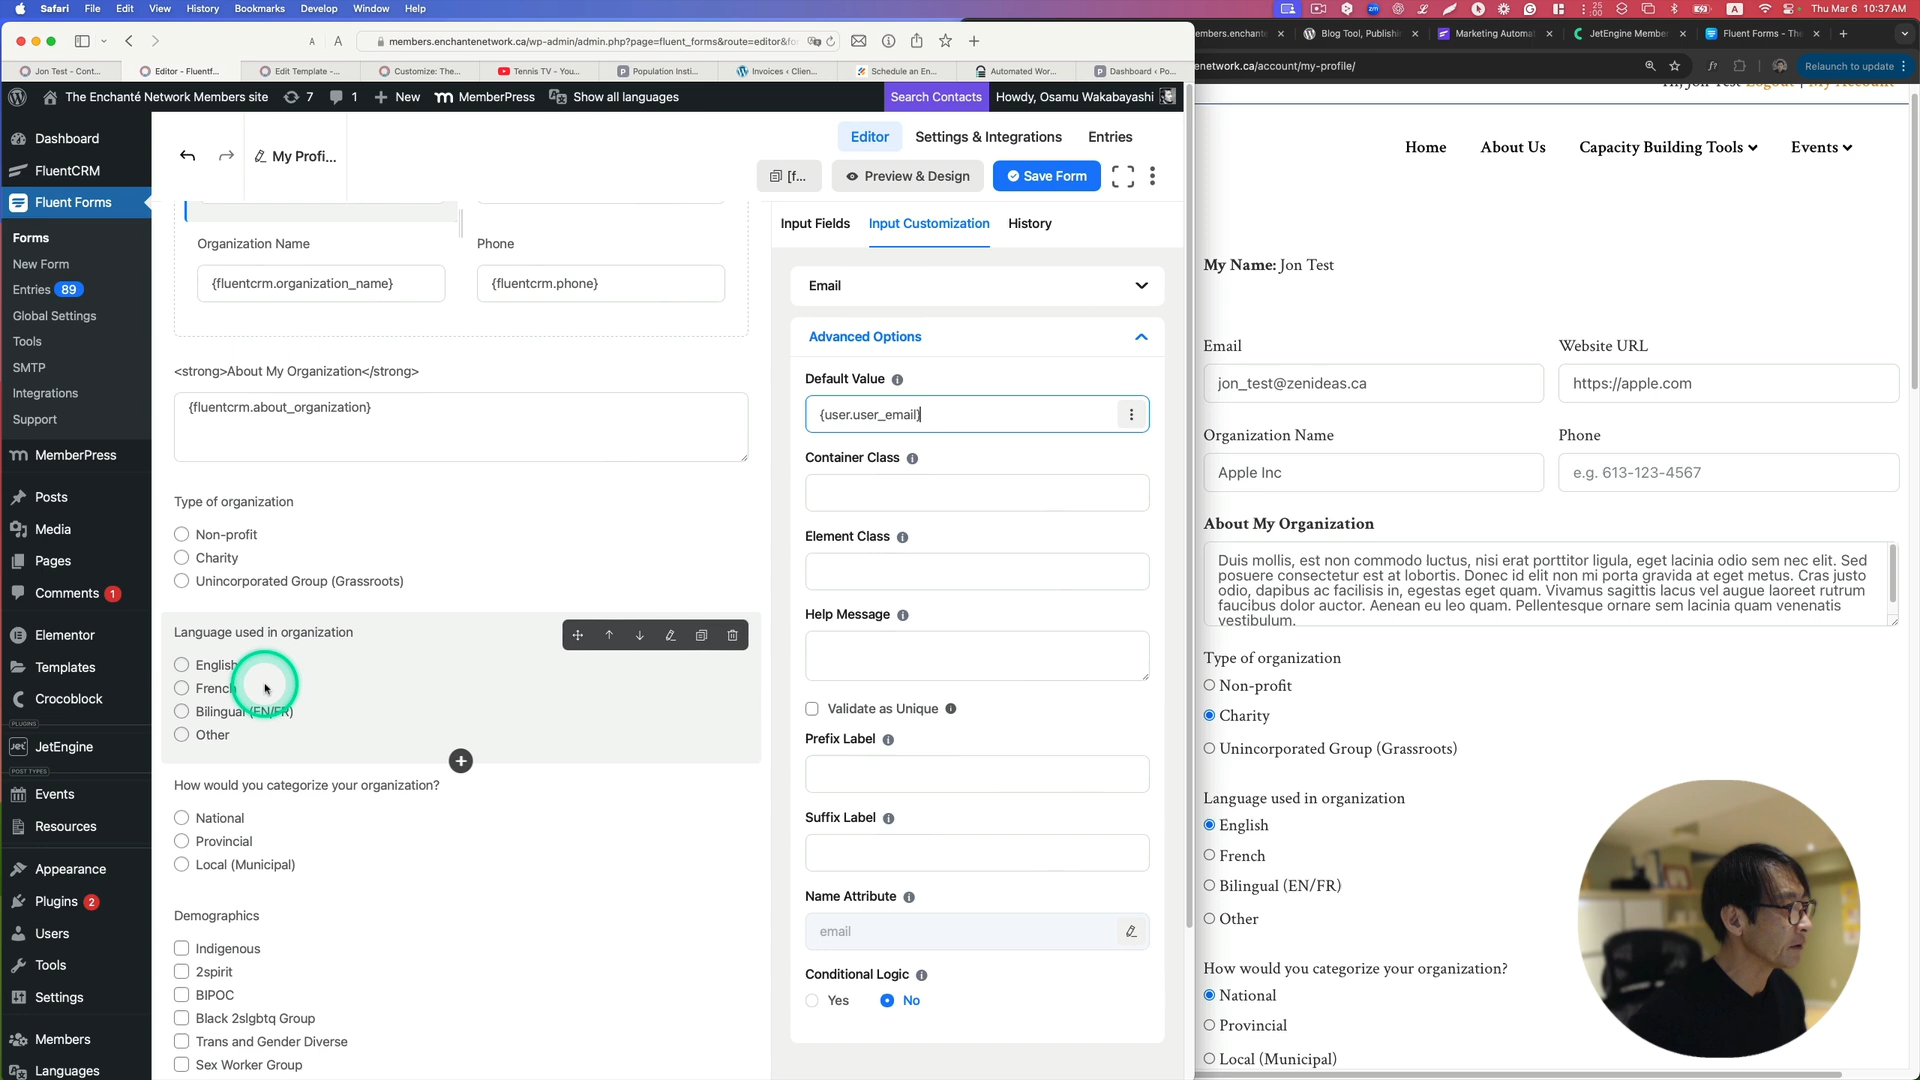 Safari File Edit View History Bookmarks Develop Window Help
Thu Mar 6 10:37 AM
members.enchantenetwork.ca/wp-admin/admin.php?page=fluent_forms&route=editor&fo
Jon Test - Cont...
Editor - Fluentf...
Edit Template -...
Customize: The...
Tennis TV - You...
Population Insti...
Invoices ‹ Clien...
Schedule an En...
Automated Wor...
Dashboard ‹ Po...
The Enchanté Network Members site 7 1 New MemberPress Show all languages
Search Contacts
Howdy, Osamu Wakabayashi
Dashboard
FluentCRM
Fluent Forms
Forms
New Form
Entries 89
Global Settings
Tools
SMTP
Integrations
Support
MemberPress
Posts
Media
Pages
Comments 1
Elementor
Templates
Crocoblock
PLUGINS
JetEngine
POST TYPES
Events
Resources
Appearance
Plugins 2
Users
Tools
Settings
Members
Languages
My Profi...
Editor
Settings & Integrations
Entries
[f...
Preview & Design
Save Form
Organization Name
Phone
{fluentcrm.organization_name}
{fluentcrm.phone}
<strong>About My Organization</strong>
{fluentcrm.about_organization}
Type of organization
Non-profit
Charity
Unincorporated Group (Grassroots)
Language used in organization
English
French
Bilingual (EN/FR)
Other
How would you categorize your organization?
National
Provincial
Local (Municipal)
Demographics
Indigenous
2spirit
BIPOC
Black 2slgbtq Group
Trans and Gender Diverse
Sex Worker Group
Input Fields
Input Customization
History
Email
Advanced Options
Default Value
{user.user_email}
Container Class
Element Class
Help Message
Validate as Unique
Prefix Label
Suffix Label
Name Attribute
email
Conditional Logic
Yes
No
embers.enchante
Blog Tool, Publishi
Marketing Automat
JetEngine Member
Fluent Forms - The
enetwork.ca/account/my-profile/
Relaunch to update
Hi, Jon Test Logout | My Account
Home
About Us
Capacity Building Tools
Events
My Name: Jon Test
Email
Website URL
jon_test@zenideas.ca
https://apple.com
Organization Name
Phone
Apple Inc
e.g. 613-123-4567
About My Organization
Duis mollis, est non commodo luctus, nisi erat porttitor ligula, eget lacinia odio sem nec elit. Sed
posuere consectetur est at lobortis. Donec id elit non mi porta gravida at eget metus. Cras justo
odio, dapibus ac facilisis in, egestas eget quam. Vivamus sagittis lacus vel augue laoreet rutrum
faucibus dolor auctor. Aenean eu leo quam. Pellentesque ornare sem lacinia quam venenatis
vestibulum.
Type of organization
Non-profit
Charity
Unincorporated Group (Grassroots)
Language used in organization
English
French
Bilingual (EN/FR)
Other
How would you categorize your organization?
National
Provincial
Local (Municipal)